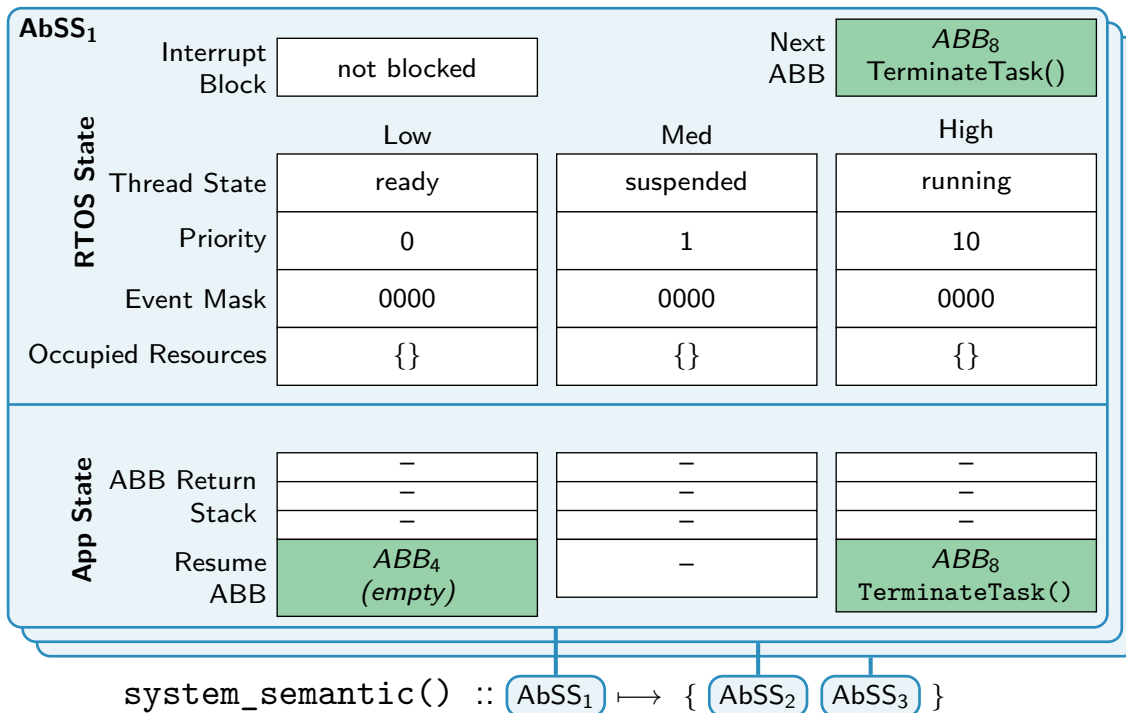 AbSS₁
Interrupt Block not blocked Next ABB ABB₈ TerminateTask()
RTOS State
Low Med High
Thread State ready suspended running
Priority 0 1 10
Event Mask 0000 0000 0000
Occupied Resources {} {} {}
App State
ABB Return Stack
– – –
– – –
– – –
Resume ABB ABB₄ (empty) – ABB₈ TerminateTask()
system_semantic() :: AbSS₁ ⟼ { AbSS₂ AbSS₃ }